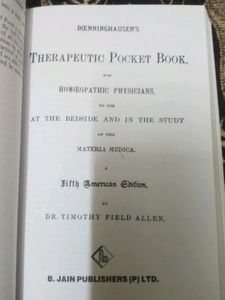 BŒNNINGHAUSEN'S
THERAPEUTIC POCKET BOOK,
FOR
HOMŒOPATHIC PHYSICIANS,
TO USE
AT THE BEDSIDE AND IN THE STUDY
OF THE
MATERIA MEDICA.
A
Fifth American Edition,
BY
DR. TIMOTHY FIELD ALLEN.
B. JAIN PUBLISHERS (P) LTD.